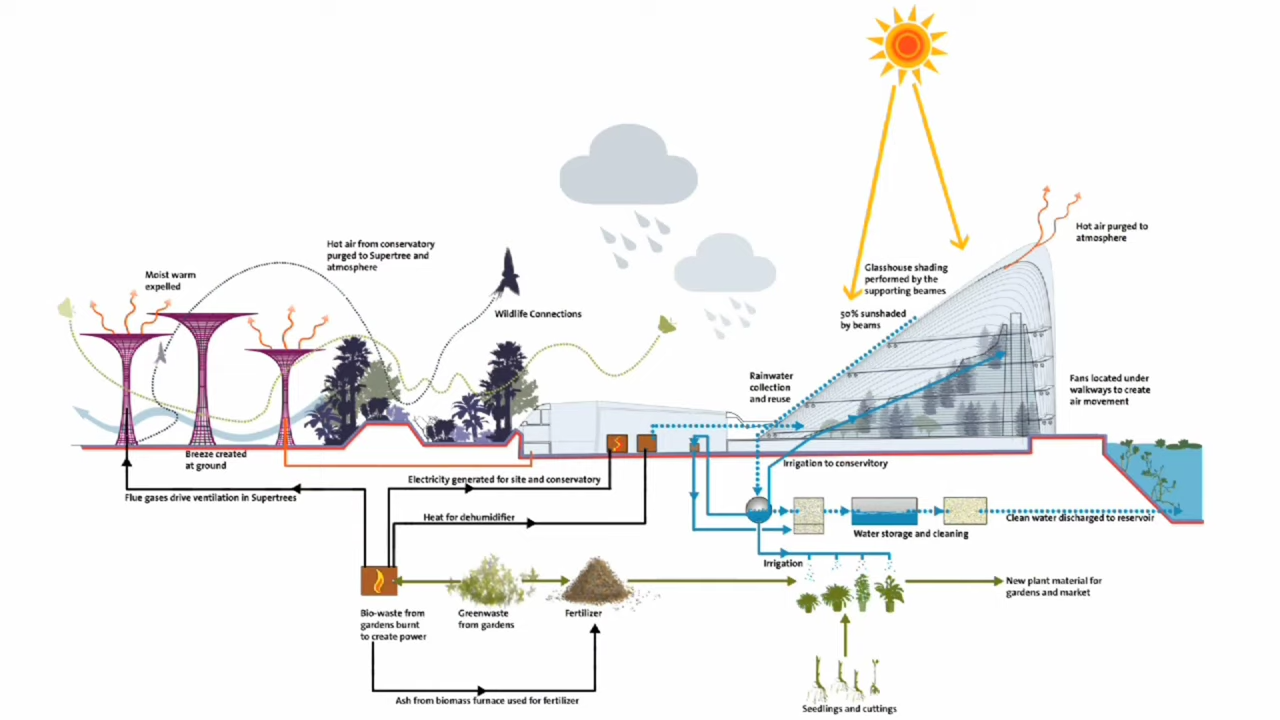 Hot air from conservatory
purged to Supertree and
atmosphere
Moist warm
expelled
Wildlife Connections
Hot air purged to
atmosphere
Glasshouse shading
performed by the
supporting beames
50% sunshaded
by beams
Rainwater
collection
and reuse
Fans located under
walkways to create
air movement
Breeze created
at ground
Irrigation to conservitory
Electricity generated for site and conservatory
Flue gases drive ventilation in Supertrees
Heat for dehumidifier
Clean water discharged to reservoir
Water storage and cleaning
Irrigation
Bio-waste from
gardens burnt
to create power
Greenwaste
from gardens
Fertilizer
New plant material for
gardens and market
Ash from biomass furnace used for fertilizer
Seedlings and cuttings